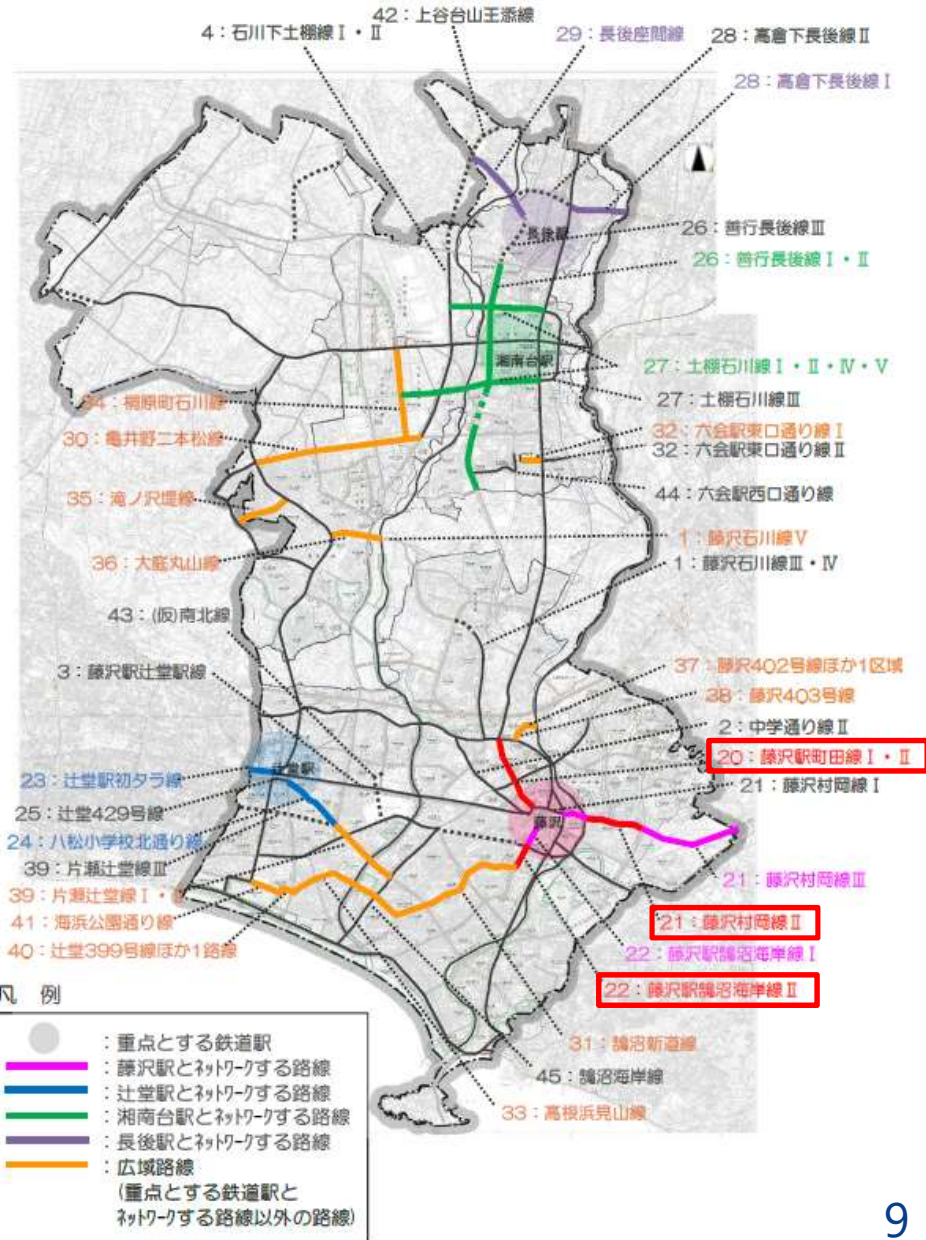 42：上谷台山王添線
4：石川下土棚線Ⅰ・Ⅱ
29：長後座間線
28：高倉下長後線Ⅱ
28：高倉下長後線Ⅰ
長後駅
26：善行長後線Ⅲ
26：善行長後線Ⅰ・Ⅱ
湘南台駅
27：土棚石川線Ⅰ・Ⅱ・Ⅳ・Ⅴ
27：土棚石川線Ⅲ
34：桐原町石川線
30：亀井野二本松線
32：六会駅東口通り線Ⅰ
32：六会駅東口通り線Ⅱ
44：六会駅西口通り線
35：滝ノ沢堤線
36：大庭丸山線
1：藤沢石川線Ⅴ
1：藤沢石川線Ⅲ・Ⅳ
43：(仮)南北線
3：藤沢駅辻堂駅線
37：藤沢402号線ほか1区域
38：藤沢403号線
2：中学通り線Ⅱ
20：藤沢駅町田線Ⅰ・Ⅱ
21：藤沢村岡線Ⅰ
辻堂駅
藤沢
23：辻堂駅初タラ線
25：辻堂429号線
24：八松小学校北通り線
39：片瀬辻堂線Ⅲ
39：片瀬辻堂線Ⅰ・
41：海浜公園通り線
40：辻堂399号線ほか1路線
21：藤沢村岡線Ⅲ
21：藤沢村岡線Ⅱ
22：藤沢駅鵠沼海岸線Ⅰ
22：藤沢駅鵠沼海岸線Ⅱ
31：鵠沼新道線
45：鵠沼海岸線
33：高根浜見山線
凡 例
：重点とする鉄道駅
：藤沢駅とﾈｯﾄﾜｰｸする路線
：辻堂駅とﾈｯﾄﾜｰｸする路線
：湘南台駅とﾈｯﾄﾜｰｸする路線
：長後駅とﾈｯﾄﾜｰｸする路線
：広域路線
(重点とする鉄道駅と
ﾈｯﾄﾜｰｸする路線以外の路線)
9